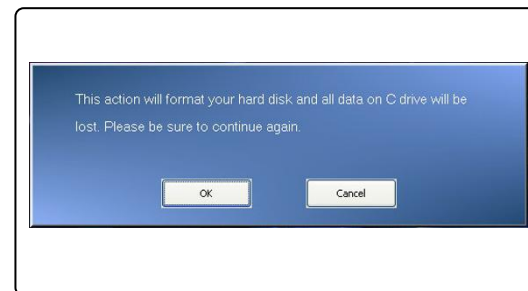 This action will format your hard disk and all data on C drive will be
lost. Please be sure to continue again.
OK
Cancel